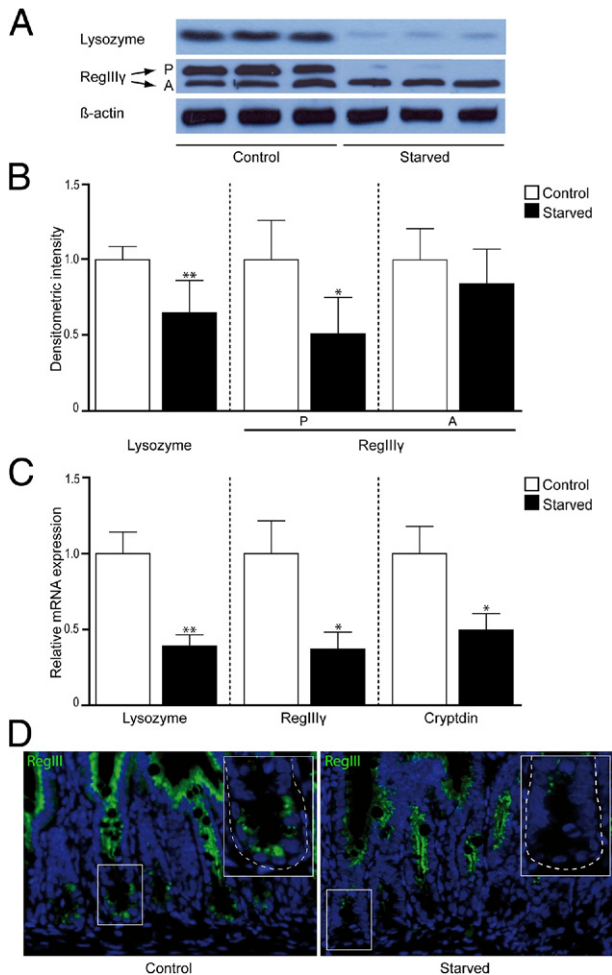 A
Lysozyme
RegIIIγ
P
A
ß-actin
Control
Starved
B
Densitometric intensity
1.5
1.0
0.5
0
**
*
Control
Starved
P
A
Lysozyme
RegIIIγ
C
Relative mRNA expression
1.5
1.0
0.5
0
**
*
*
Control
Starved
Lysozyme
RegIIIγ
Cryptdin
D
RegIII
RegIII
Control
Starved